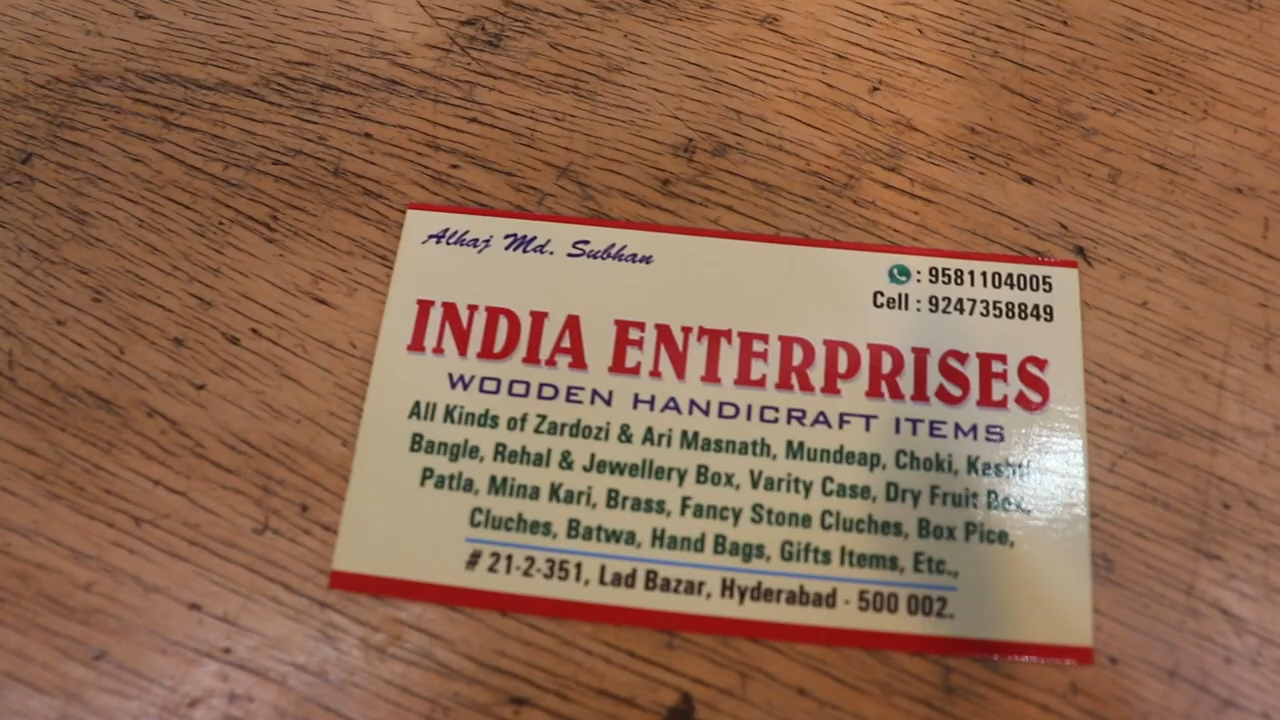 Alhaj Md. Subhan
: 9581104005
Cell : 9247358849
INDIA ENTERPRISES
WOODEN HANDICRAFT ITEMS
All Kinds of Zardozi & Ari Masnath, Mundeap, Choki,
Bangle, Rehal & Jewellery Box, Varity Case, Dry Fruit Box,
Patla, Mina Kari, Brass, Fancy Stone Cluches, Box Pice,
Cluches, Batwa, Hand Bags, Gifts Items, Etc.,
# 21-2-351, Lad Bazar, Hyderabad - 500 002.